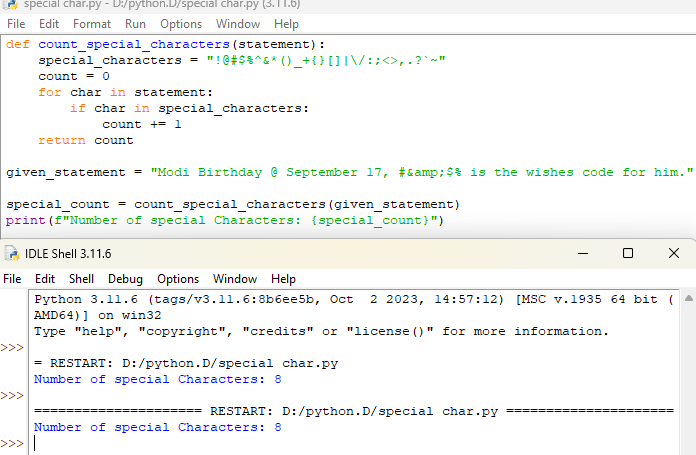 special char.py - D:/python.D/special char.py (3.11.6)
File Edit Format Run Options Window Help
def count_special_characters(statement):
    special_characters = "!@#$%^&*()_+{}[]|\/:;<>,.?`~"
    count = 0
    for char in statement:
        if char in special_characters:
            count += 1
    return count
given_statement = "Modi Birthday @ September 17, #&amp;$% is the wishes code for him."
special_count = count_special_characters(given_statement)
print(f"Number of special Characters: {special_count}")
IDLE Shell 3.11.6
File Edit Shell Debug Options Window Help
Python 3.11.6 (tags/v3.11.6:8b6ee5b, Oct  2 2023, 14:57:12) [MSC v.1935 64 bit (
AMD64)] on win32
Type "help", "copyright", "credits" or "license()" for more information.
>>>
= RESTART: D:/python.D/special char.py
Number of special Characters: 8
>>>
===================== RESTART: D:/python.D/special char.py =====================
Number of special Characters: 8
>>>